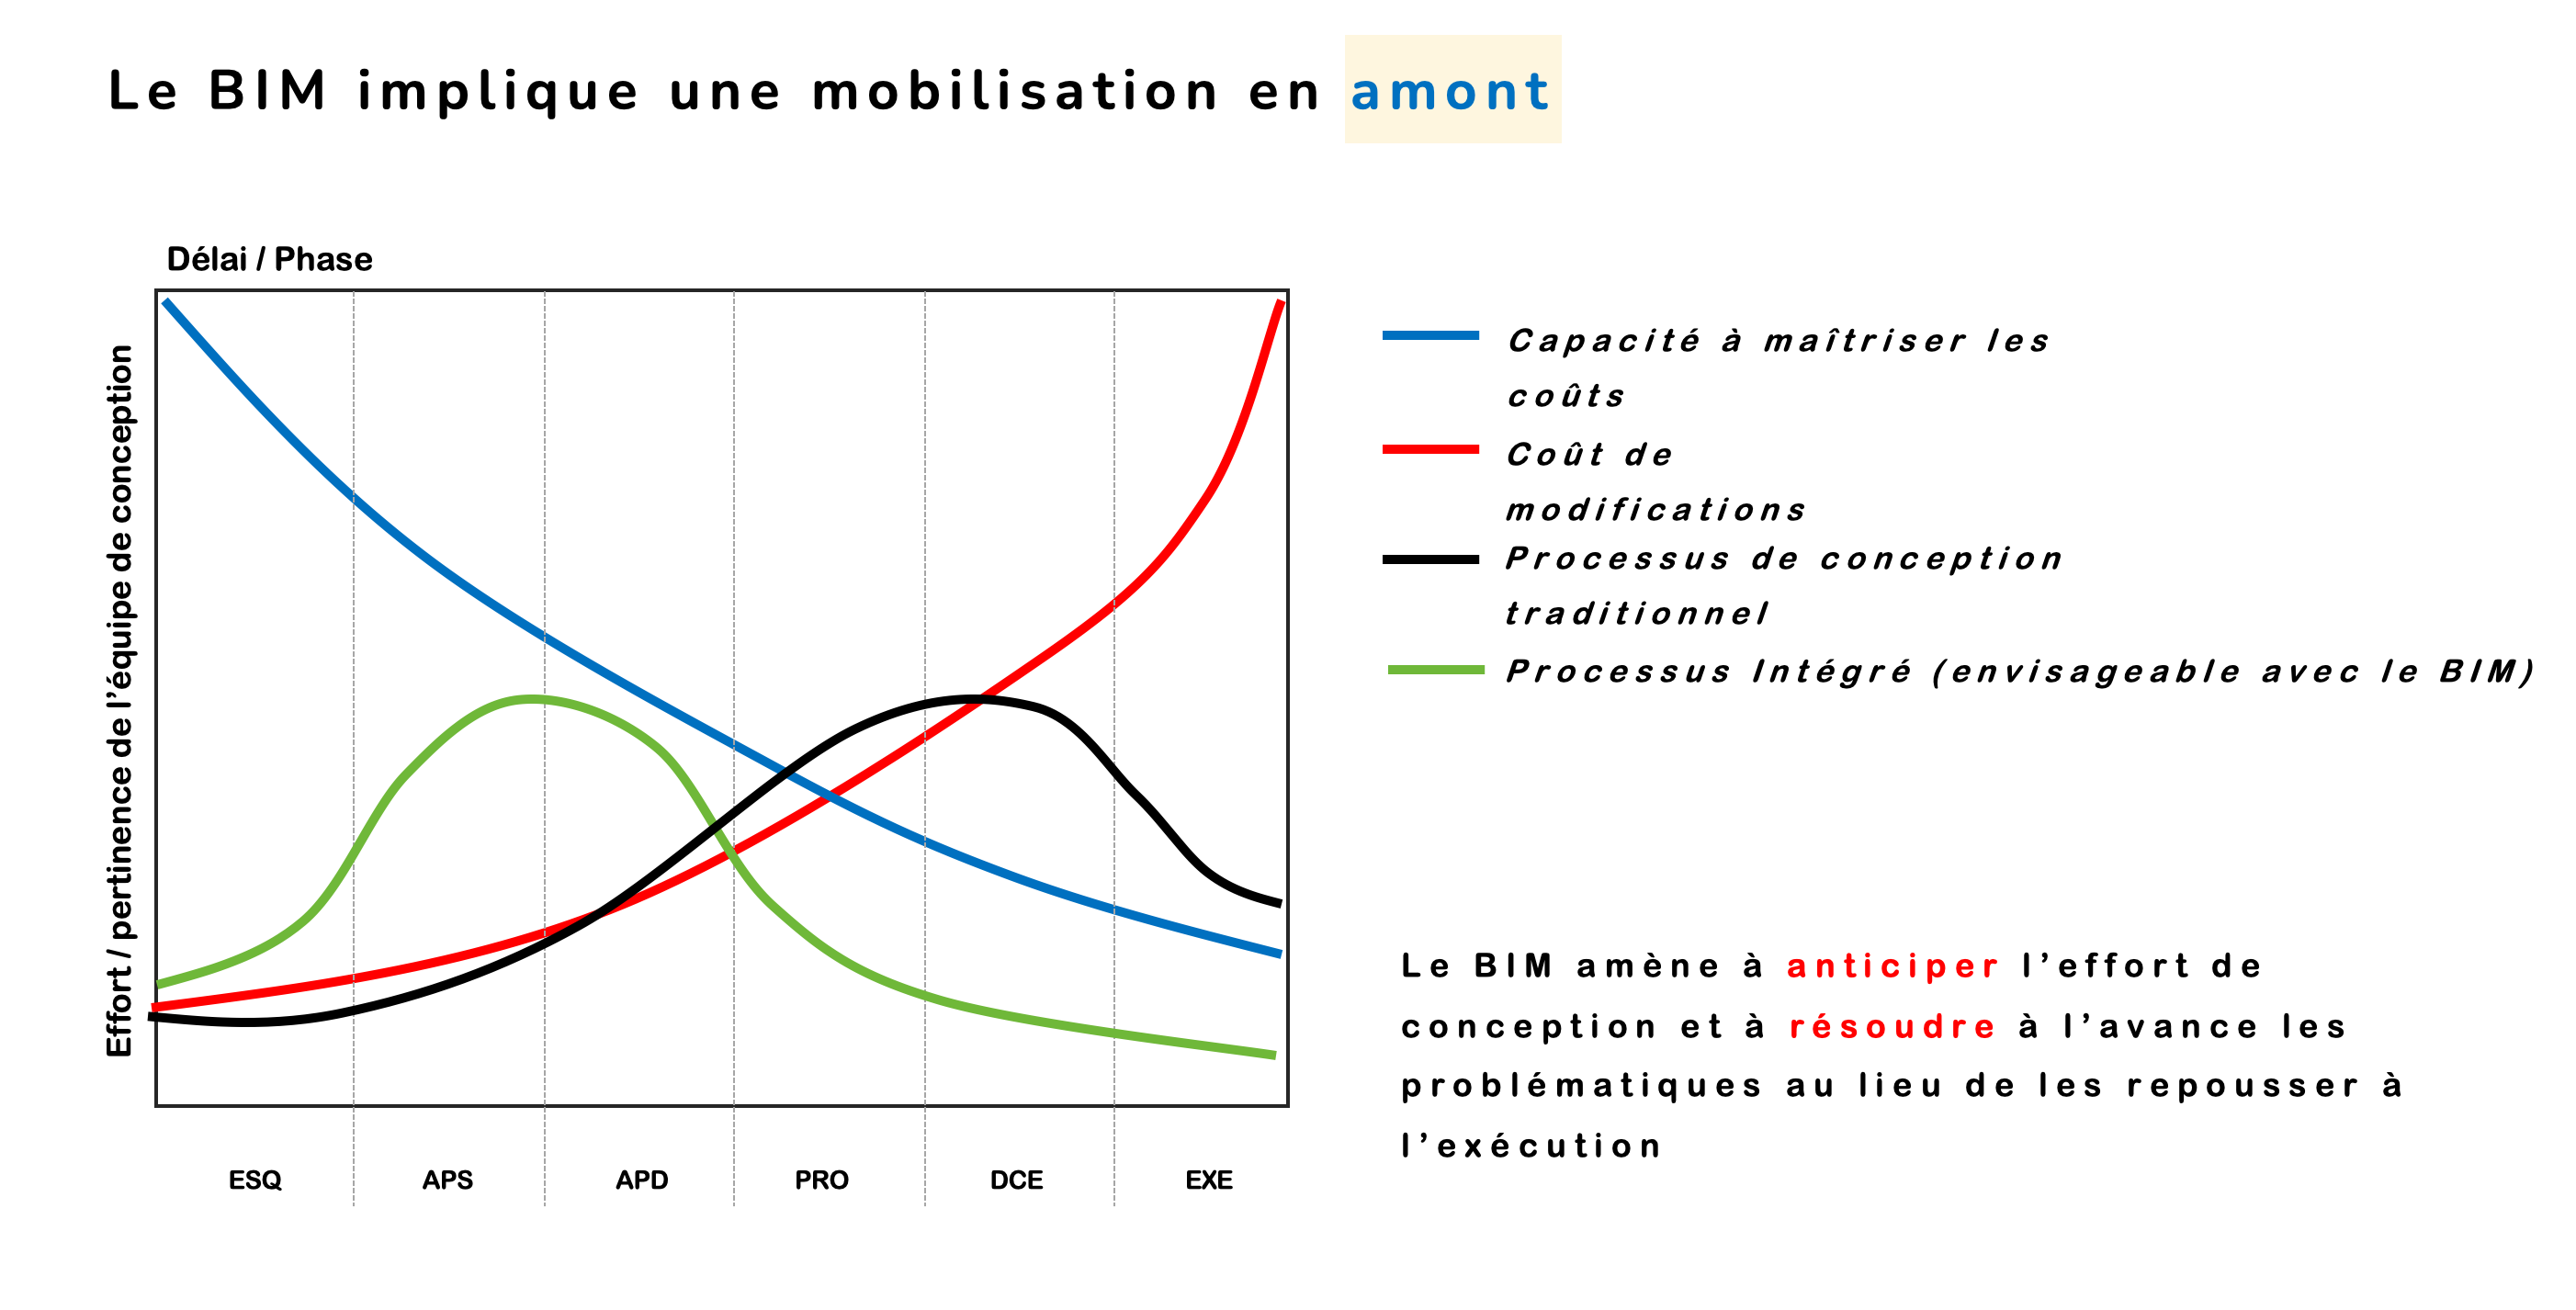 Le BIM implique une mobilisation en amont
Délai / Phase
Effort / pertinence de l'équipe de conception
Capacité à maîtriser les
coûts
Coût de
modifications
Processus de conception
traditionnel
Processus Intégré (envisageable avec le BIM)
Le BIM amène à anticiper l’effort de
conception et à résoudre à l’avance les
problématiques au lieu de les repousser à
l’exécution
ESQ
APS
APD
PRO
DCE
EXE